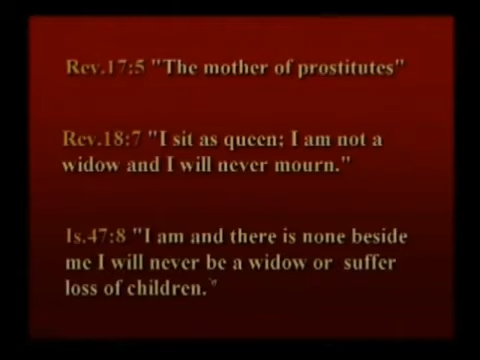 Rev.17:5 "The mother of prostitutes"
Rev.18:7 "I sit as queen; I am not a
widow and I will never mourn."
Is.47:8 "I am and there is none beside
me I will never be a widow or suffer
loss of children."